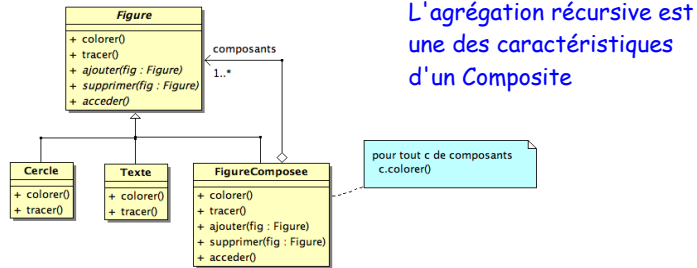 L'agrégation récursive est
une des caractéristiques
d'un Composite
Figure
+ colorer()
+ tracer()
+ ajouter(fig : Figure)
+ supprimer(fig : Figure)
+ acceder()
composants
1..*
Cercle
+ colorer()
+ tracer()
Texte
+ colorer()
+ tracer()
FigureComposee
+ colorer()
+ tracer()
+ ajouter(fig : Figure)
+ supprimer(fig : Figure)
+ acceder()
pour tout c de composants
c.colorer()